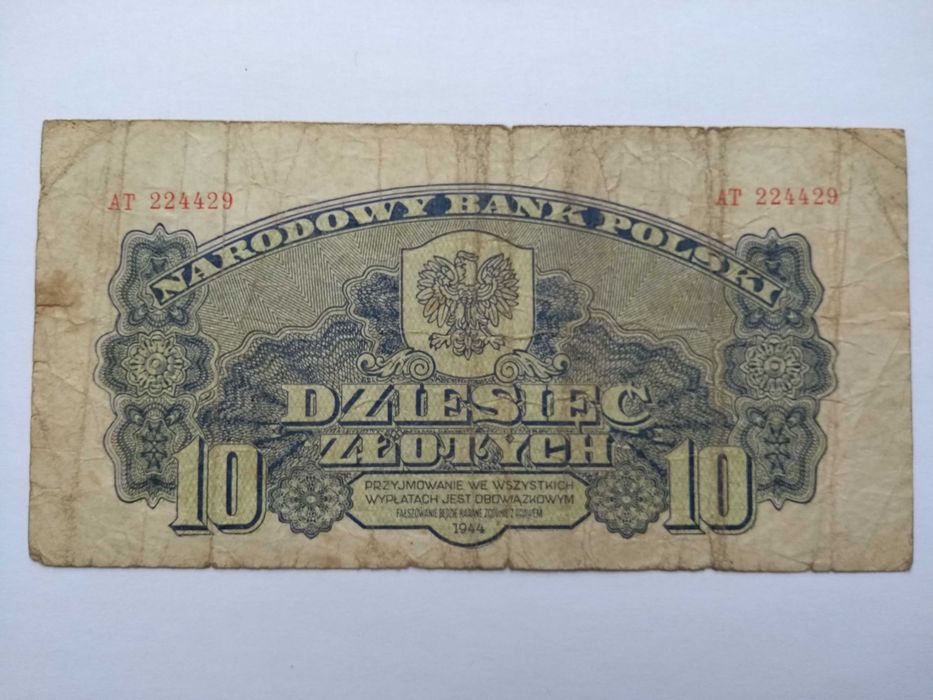 AT 224429 AT 224429
NARODOWY BANK POLSKI
DZIESIĘC
ZŁOTYCH
10 10
PRZYJMOWANIE WE WSZYSTKICH
WYPŁATACH JEST OBOWIĄZKOWYM
FAŁSZOWANIE BĘDZIE KARANE ZGODNIE Z PRAWEM
1944